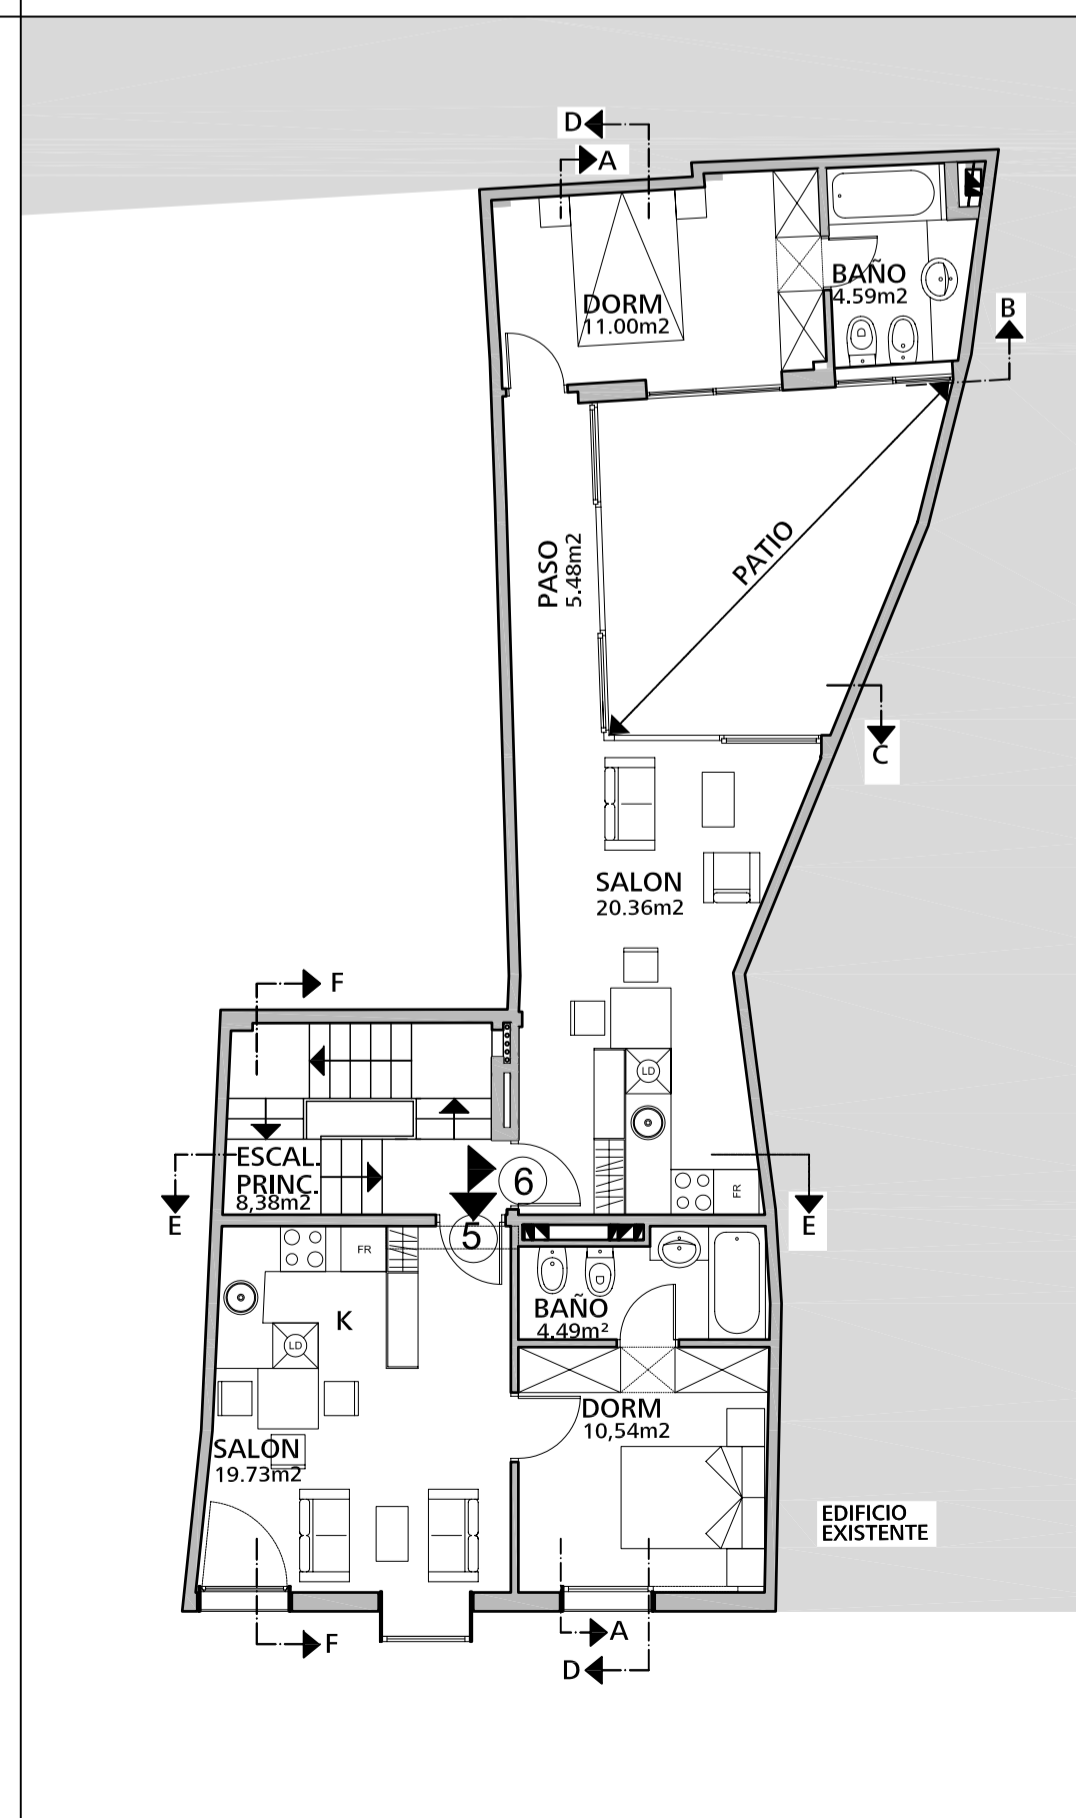 D
A
DORM
11.00m2
BAÑO
4.59m2
B
PASO
5.48m2
PATIO
C
SALON
20.36m2
F
LD
ESCAL.
PRINC.
8,38m2
6
FR
E
E
5
FR
K
LD
BAÑO
4.49m²
DORM
10,54m2
SALON
19.73m2
EDIFICIO
EXISTENTE
A
F
D